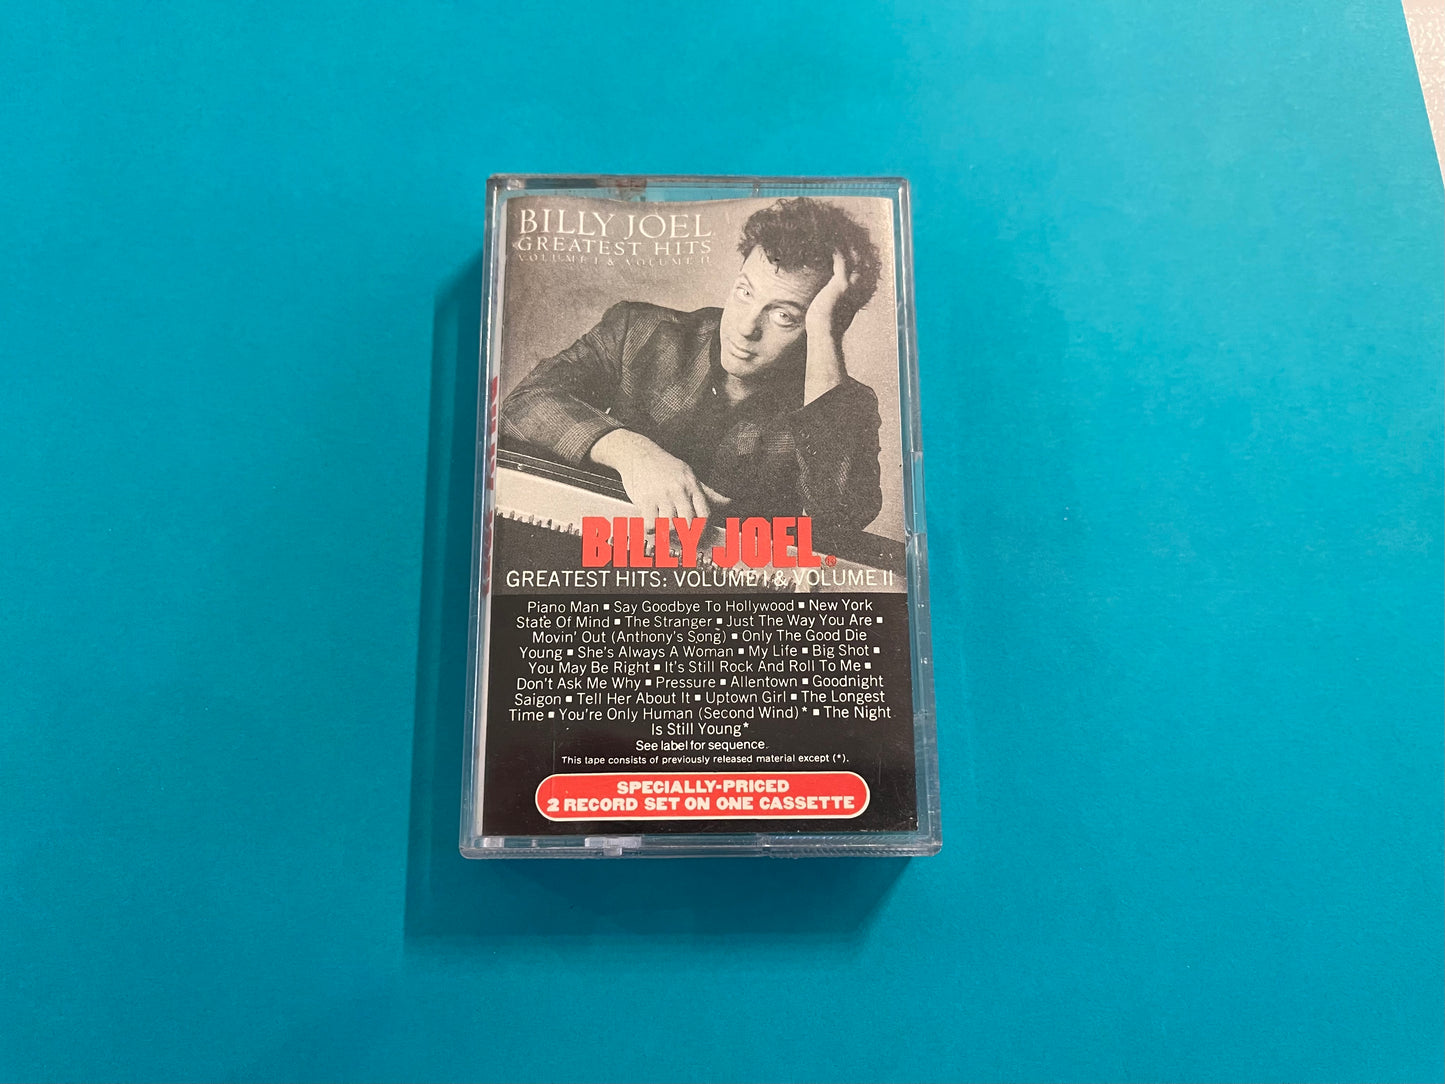 BILLY JOEL
GREATEST HITS
VOLUME I & VOLUME II
BILLY JOEL®
GREATEST HITS: VOLUME I & VOLUME II
Piano Man ▪ Say Goodbye To Hollywood ▪ New York
State Of Mind ▪ The Stranger ▪ Just The Way You Are ▪
Movin' Out (Anthony's Song) ▪ Only The Good Die
Young ▪ She's Always A Woman ▪ My Life ▪ Big Shot ▪
You May Be Right ▪ It's Still Rock And Roll To Me ▪
Don't Ask Me Why ▪ Pressure ▪ Allentown ▪ Goodnight
Saigon ▪ Tell Her About It ▪ Uptown Girl ▪ The Longest
Time ▪ You're Only Human (Second Wind)* ▪ The Night
Is Still Young*
See label for sequence.
This tape consists of previously released material except (*).
SPECIALLY-PRICED
2 RECORD SET ON ONE CASSETTE